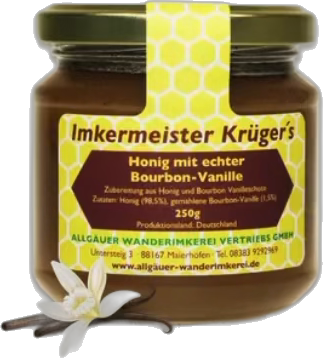 Imkermeister Krüger's
Honig mit echter
Bourbon-Vanille
Zubereitung aus Honig und Bourbon Vanilleschote
Zutaten: Honig (98,5%), gemahlene Bourbon-Vanille (1,5%)
250g
Produktionsland: Deutschland
ALLGÄUER WANDERIMKEREI VERTRIEBS GMBH
Untersteig 3 · 88167 Maierhöfen · Tel. 08383 9292969
www.allgäuer-wanderimkerei.de